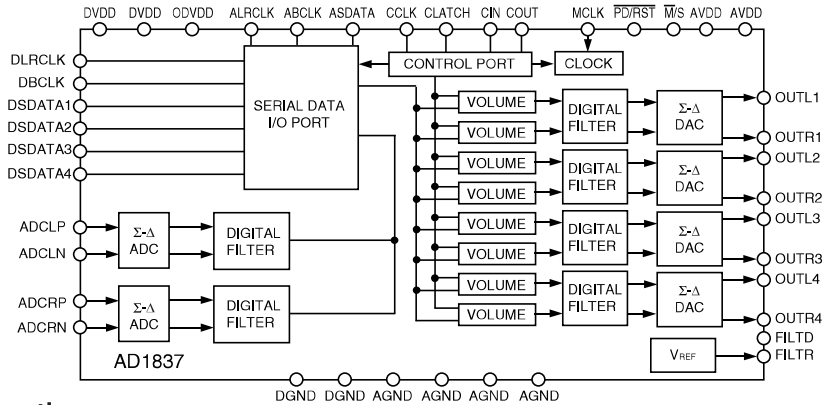 DVDD DVDD ODVDD ALRCLK ABCLK ASDATA CCLK CLATCH CIN COUT MCLK PD/RST M/S AVDD AVDD
DLRCLK
DBCLK
DSDATA1
DSDATA2
DSDATA3
DSDATA4
SERIAL DATA
I/O PORT
CONTROL PORT
CLOCK
VOLUME
VOLUME
DIGITAL
FILTER
Σ-Δ
DAC
OUTL1
OUTR1
VOLUME
VOLUME
DIGITAL
FILTER
Σ-Δ
DAC
OUTL2
OUTR2
VOLUME
VOLUME
DIGITAL
FILTER
Σ-Δ
DAC
OUTL3
OUTR3
VOLUME
VOLUME
DIGITAL
FILTER
Σ-Δ
DAC
OUTL4
OUTR4
ADCLP
ADCLN
Σ-Δ
ADC
DIGITAL
FILTER
ADCRP
ADCRN
Σ-Δ
ADC
DIGITAL
FILTER
AD1837
VREF
FILTD
FILTR
DGND DGND AGND AGND AGND AGND